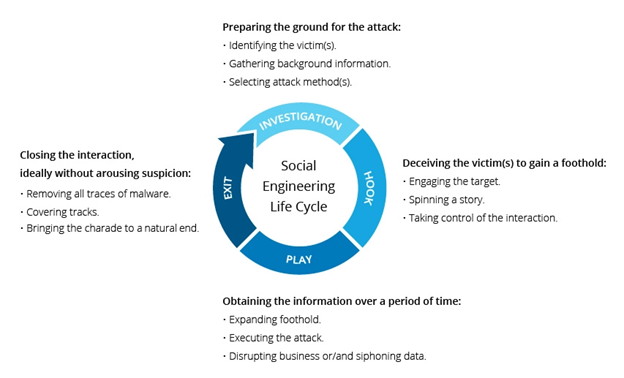 Preparing the ground for the attack:
· Identifying the victim(s).
· Gathering background information.
· Selecting attack method(s).
INVESTIGATION
Closing the interaction,
ideally without arousing suspicion:
· Removing all traces of malware.
· Covering tracks.
· Bringing the charade to a natural end.
EXIT
Social
Engineering
Life Cycle
HOOK
Deceiving the victim(s) to gain a foothold:
· Engaging the target.
· Spinning a story.
· Taking control of the interaction.
PLAY
Obtaining the information over a period of time:
· Expanding foothold.
· Executing the attack.
· Disrupting business or/and siphoning data.